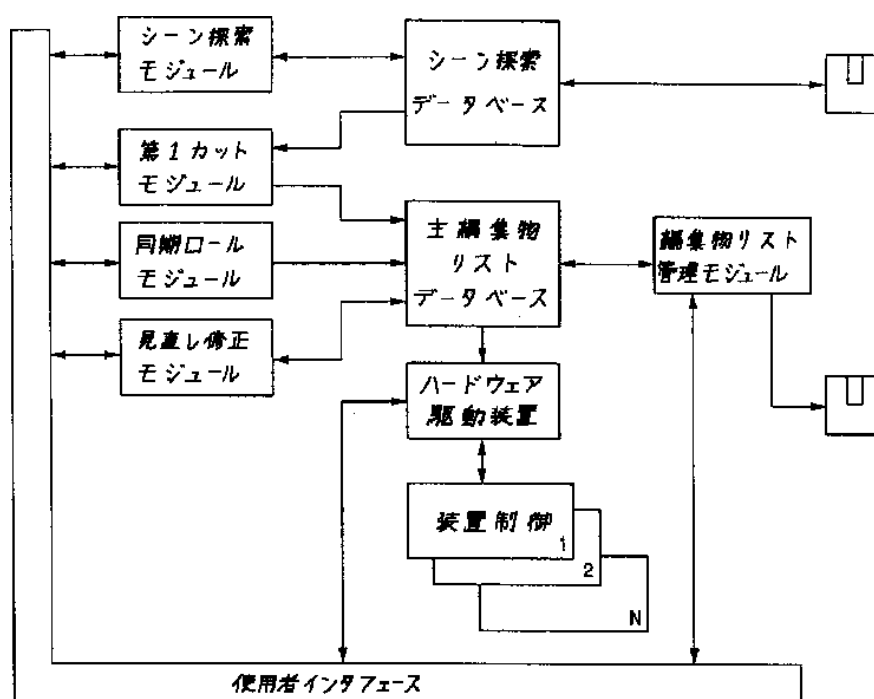 シーン探索
モジュール
シーン探索
データベース
第1カット
モジュール
同期ロール
モジュール
主編集物
リスト
データベース
編集物リスト
管理モジュール
見直し修正
モジュール
ハードウェア
駆動装置
装置制御
1
2
N
使用者インタフェース